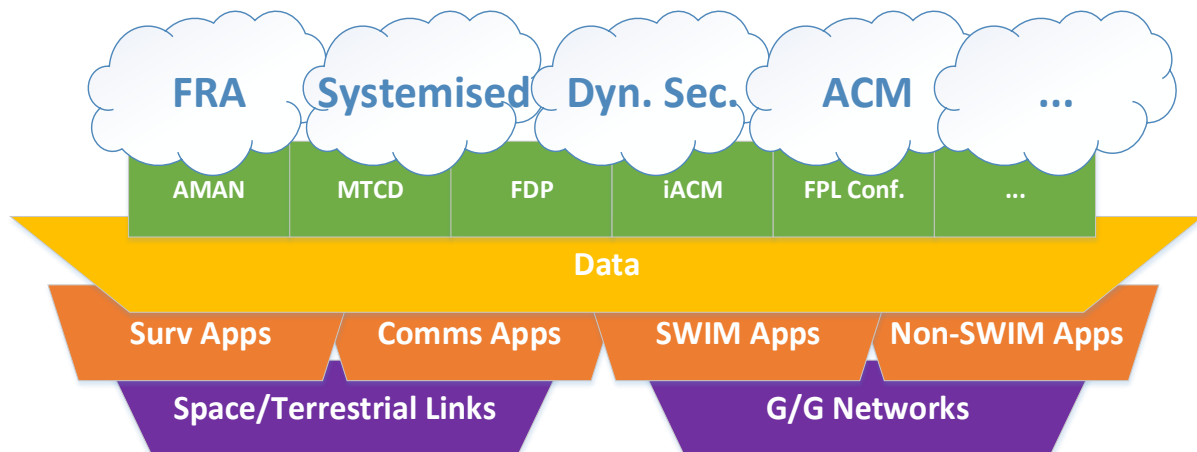 FRA
Systemised
Dyn. Sec.
ACM
...
AMAN
MTCD
FDP
iACM
FPL Conf.
...
Data
Surv Apps
Comms Apps
SWIM Apps
Non-SWIM Apps
Space/Terrestrial Links
G/G Networks